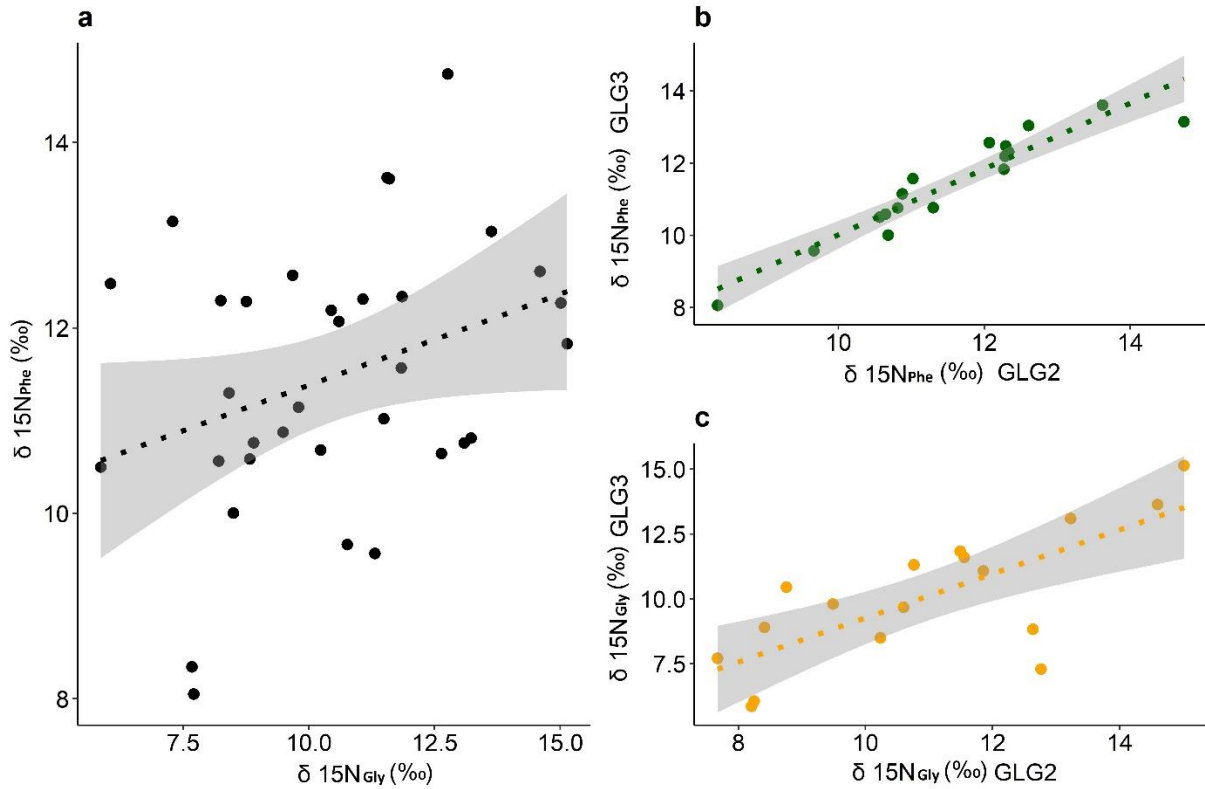 a
14
12
10
8
δ 15NPhe (‰)
7.5 10.0 12.5 15.0
δ 15NGly (‰)
b
14
12
10
8
δ 15NPhe (‰) GLG3
10 12 14
δ 15NPhe (‰) GLG2
c
15.0
12.5
10.0
7.5
δ 15NGly (‰) GLG3
8 10 12 14
δ 15NGly (‰) GLG2